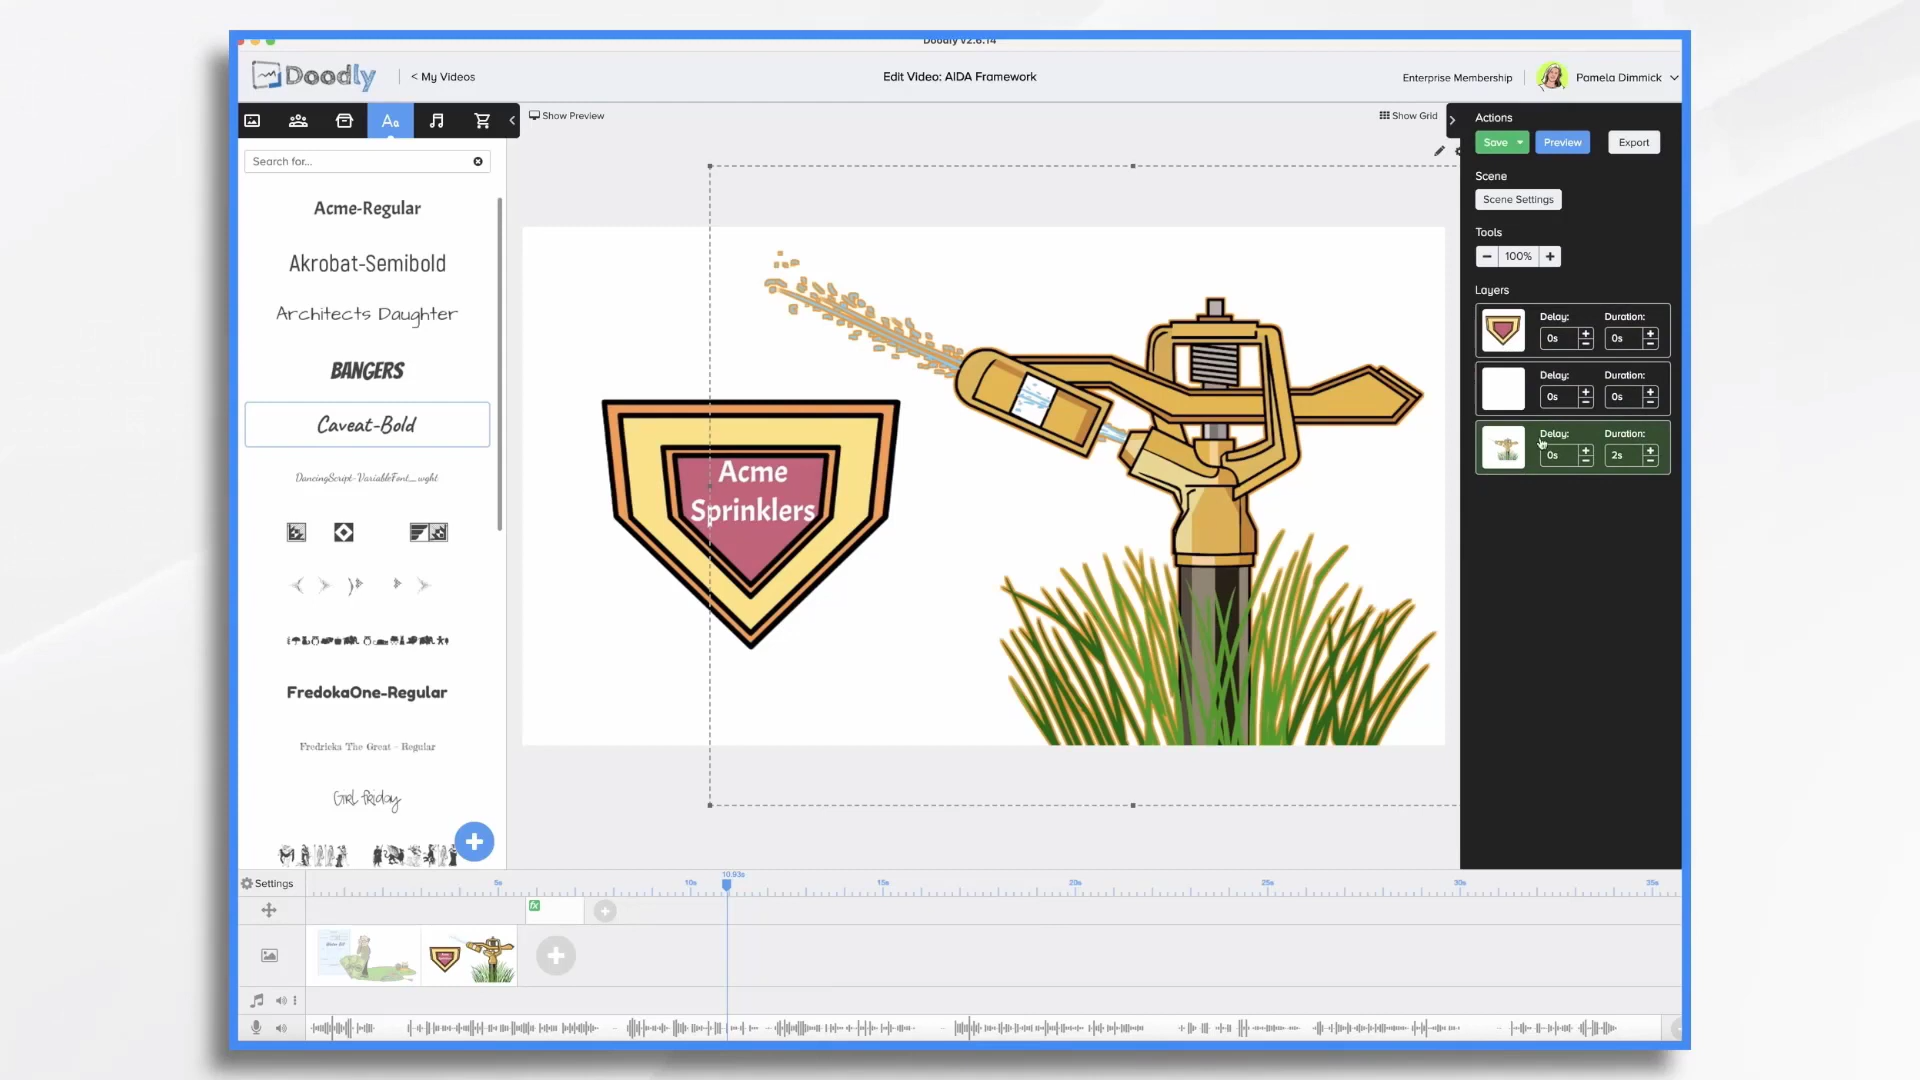 Doodly v2.6.14
Doodly
< My Videos
Edit Video: AIDA Framework
Enterprise Membership
Pamela Dimmick
Aa
Show Preview
Show Grid
Actions
Save
Preview
Export
Search for...
Scene
Scene Settings
Acme-Regular
Tools
100%
Akrobat-Semibold
Layers
Architects Daughter
Delay:
Duration:
0s
0s
BANGERS
Delay:
Duration:
0s
0s
Caveat-Bold
Delay:
Duration:
0s
2s
Acme
Sprinklers
DancingScript-VariableFont_wght
FredokaOne-Regular
Fredricka The Great - Regular
Girl Friday
Settings
5s
10s
10.93s
15s
20s
25s
30s
35s
fx